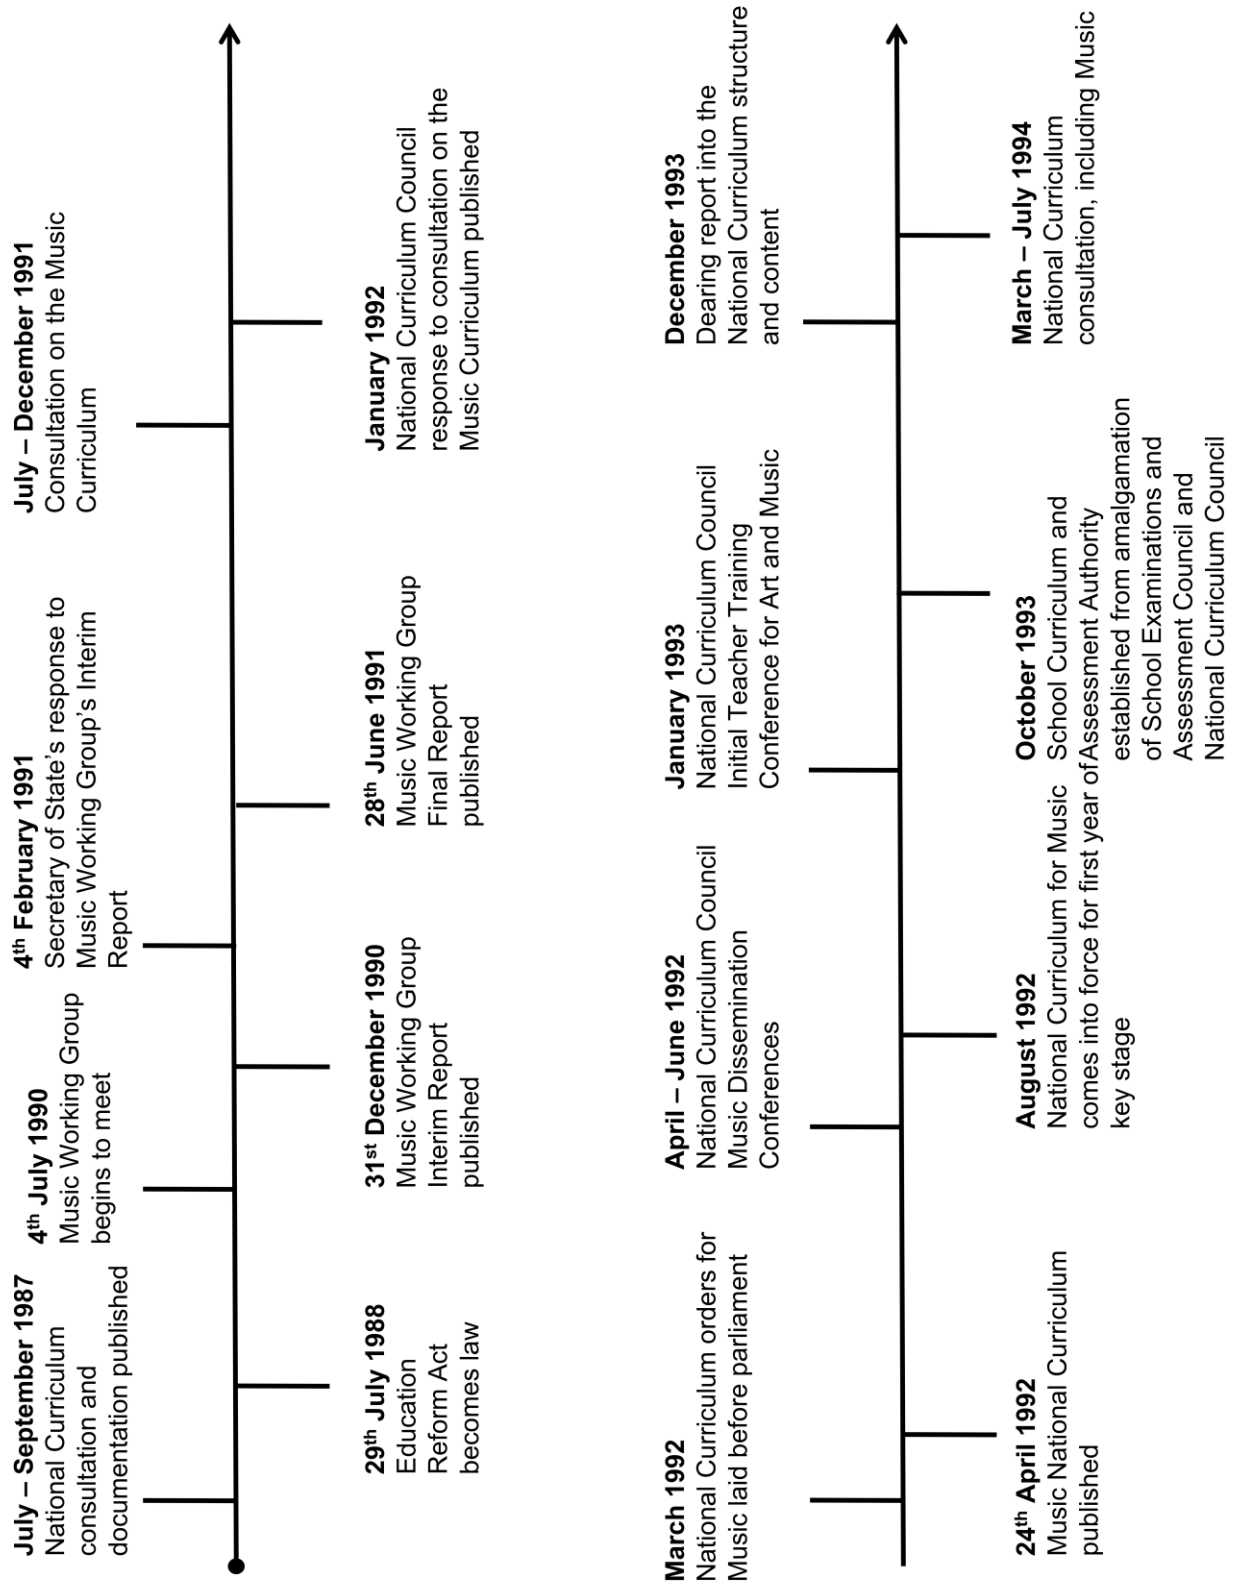 July – September 1987
National Curriculum
consultation and
documentation published
29th July 1988
Education
Reform Act
becomes law
4th July 1990
Music Working Group
begins to meet
31st December 1990
Music Working Group
Interim Report
published
4th February 1991
Secretary of State’s response to
Music Working Group’s Interim
Report
28th June 1991
Music Working Group
Final Report
published
July – December 1991
Consultation on the Music
Curriculum
January 1992
National Curriculum Council
response to consultation on the
Music Curriculum published
March 1992
National Curriculum orders for
Music laid before parliament
24th April 1992
Music National Curriculum
published
April – June 1992
National Curriculum Council
Music Dissemination
Conferences
August 1992
National Curriculum for Music
comes into force for first year of
key stage
January 1993
National Curriculum Council
Initial Teacher Training
Conference for Art and Music
October 1993
School Curriculum and
Assessment Authority
established from amalgamation
of School Examinations and
Assessment Council and
National Curriculum Council
December 1993
Dearing report into the
National Curriculum structure
and content
March – July 1994
National Curriculum
consultation, including Music